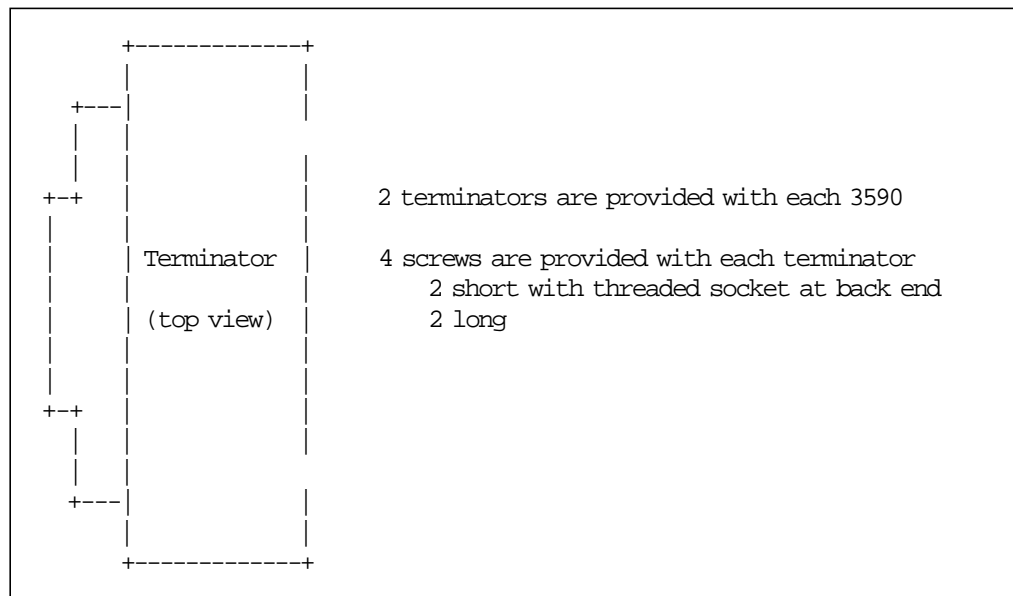 2 terminators are provided with each 3590
Terminator
4 screws are provided with each terminator
2 short with threaded socket at back end
(top view)
2 long